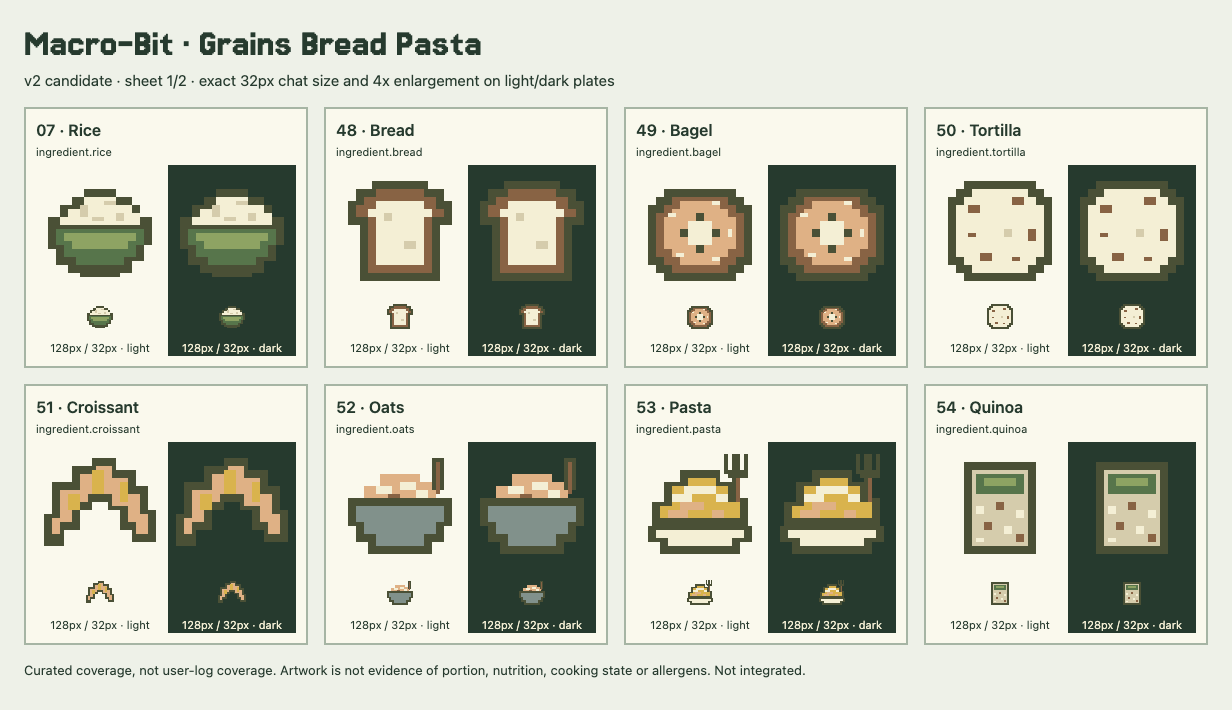 Macro-Bit · Grains Bread Pasta
v2 candidate · sheet 1/2 · exact 32px chat size and 4x enlargement on light/dark plates
07 · Rice
ingredient.rice
128px / 32px · light
128px / 32px · dark
48 · Bread
ingredient.bread
128px / 32px · light
128px / 32px · dark
49 · Bagel
ingredient.bagel
128px / 32px · light
128px / 32px · dark
50 · Tortilla
ingredient.tortilla
128px / 32px · light
128px / 32px · dark
51 · Croissant
ingredient.croissant
128px / 32px · light
128px / 32px · dark
52 · Oats
ingredient.oats
128px / 32px · light
128px / 32px · dark
53 · Pasta
ingredient.pasta
128px / 32px · light
128px / 32px · dark
54 · Quinoa
ingredient.quinoa
128px / 32px · light
128px / 32px · dark
Curated coverage, not user-log coverage. Artwork is not evidence of portion, nutrition, cooking state or allergens. Not integrated.